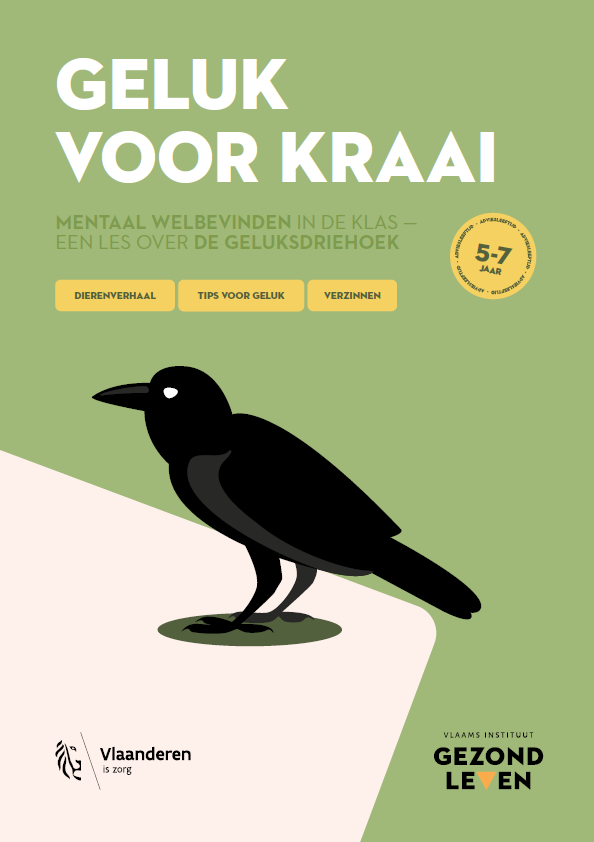 GELUK
VOOR KRAAI
MENTAAL WELBEVINDEN IN DE KLAS —
EEN LES OVER DE GELUKSDRIEHOEK
ADVIESLEEFTIJD · ADVIESLEEFTIJD · ADVIESLEEFTIJD · ADVIESLEEFTIJD ·
5-7
JAAR
DIERENVERHAAL
TIPS VOOR GELUK
VERZINNEN
Vlaanderen
is zorg
VLAAMS INSTITUUT
GEZOND
LEVEN